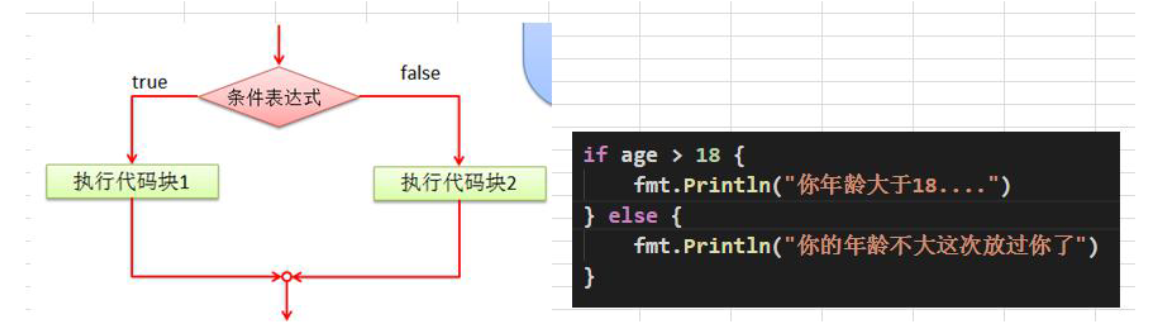 true
false
条件表达式
执行代码块1
执行代码块2
if age > 18 {
fmt.Println("你年龄大于18....")
} else {
fmt.Println("你的年龄不大这次放过你了")
}